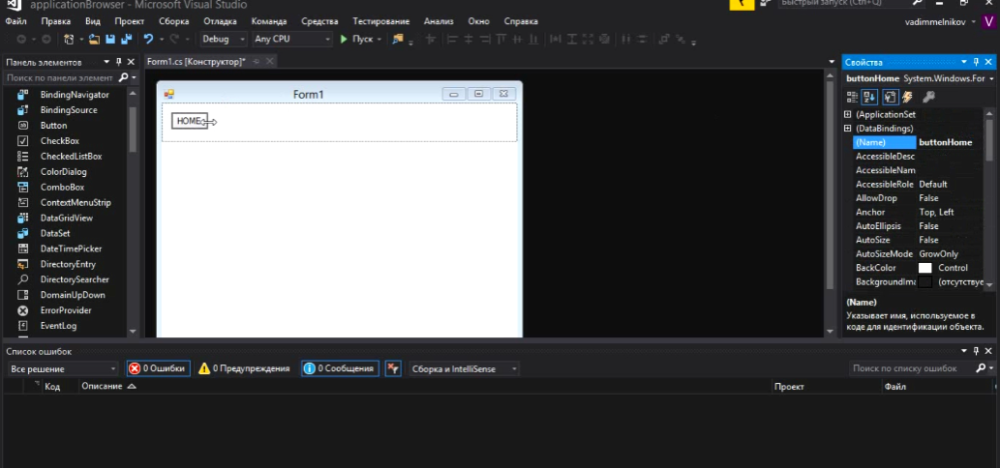 applicationBrowser - Microsoft Visual Studio
Быстрый запуск (Ctrl+Q)
Файл Правка Вид Проект Сборка Отладка Команда Средства Тестирование Анализ Окно Справка
vadimmelnikov V
Debug Any CPU Пуск
Панель элементов
Поиск по панели элемент
BindingNavigator
BindingSource
Button
CheckBox
CheckedListBox
ColorDialog
ComboBox
ContextMenuStrip
DataGridView
DataSet
DateTimePicker
DirectoryEntry
DirectorySearcher
DomainUpDown
ErrorProvider
EventLog
Form1.cs [Конструктор]*
Form1
HOME
Свойства
buttonHome System.Windows.For
(ApplicationSet
(DataBindings)
(Name) buttonHome
AccessibleDesc
AccessibleNam
AccessibleRole Default
AllowDrop False
Anchor Top, Left
AutoEllipsis False
AutoSize False
AutoSizeMode GrowOnly
BackColor Control
BackgroundIma (отсутствуе
(Name)
Указывает имя, используемое в
коде для идентификации объекта.
Список ошибок
Все решение 0 Ошибки 0 Предупреждения 0 Сообщения Сборка и IntelliSense Поиск по списку ошибок
Код Описание Проект Файл